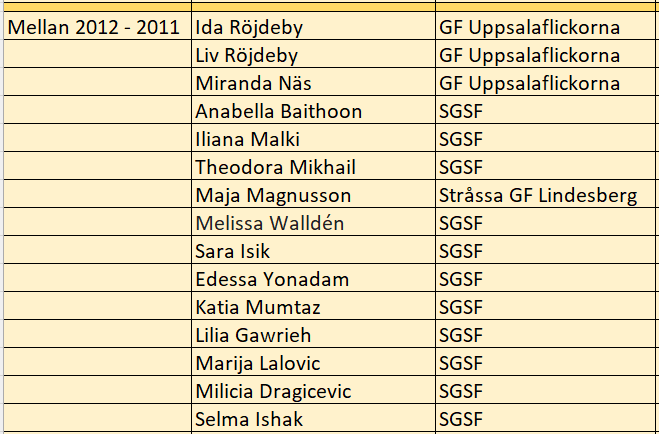 Mellan 2012 - 2011 Ida Röjdeby GF Uppsalaflickorna
Liv Röjdeby GF Uppsalaflickorna
Miranda Näs GF Uppsalaflickorna
Anabella Baithoon SGSF
Iliana Malki SGSF
Theodora Mikhail SGSF
Maja Magnusson Stråssa GF Lindesberg
Melissa Walldén SGSF
Sara Isik SGSF
Edessa Yonadam SGSF
Katia Mumtaz SGSF
Lilia Gawrieh SGSF
Marija Lalovic SGSF
Milicia Dragicevic SGSF
Selma Ishak SGSF